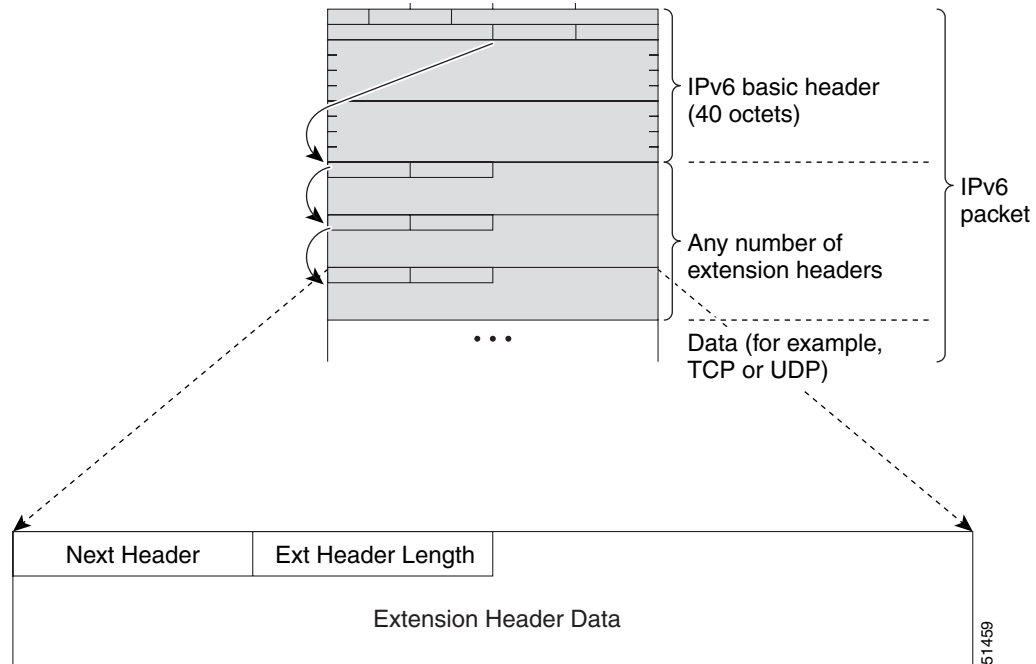 IPv6 basic header
(40 octets)
IPv6
packet
Any number of
extension headers
• • •
Data (for example,
TCP or UDP)
Next Header
Ext Header Length
Extension Header Data
51459